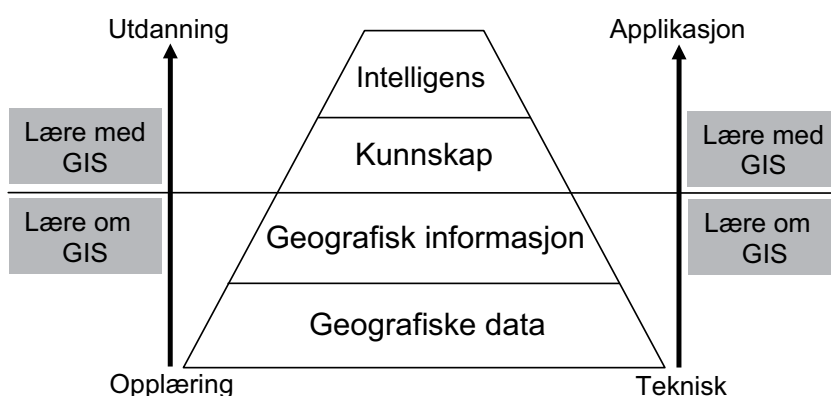 Utdanning
Applikasjon
Intelligens
Lære med
GIS
Kunnskap
Lære med
GIS
Lære om
GIS
Geografisk informasjon
Lære om
GIS
Geografiske data
Opplæring
Teknisk